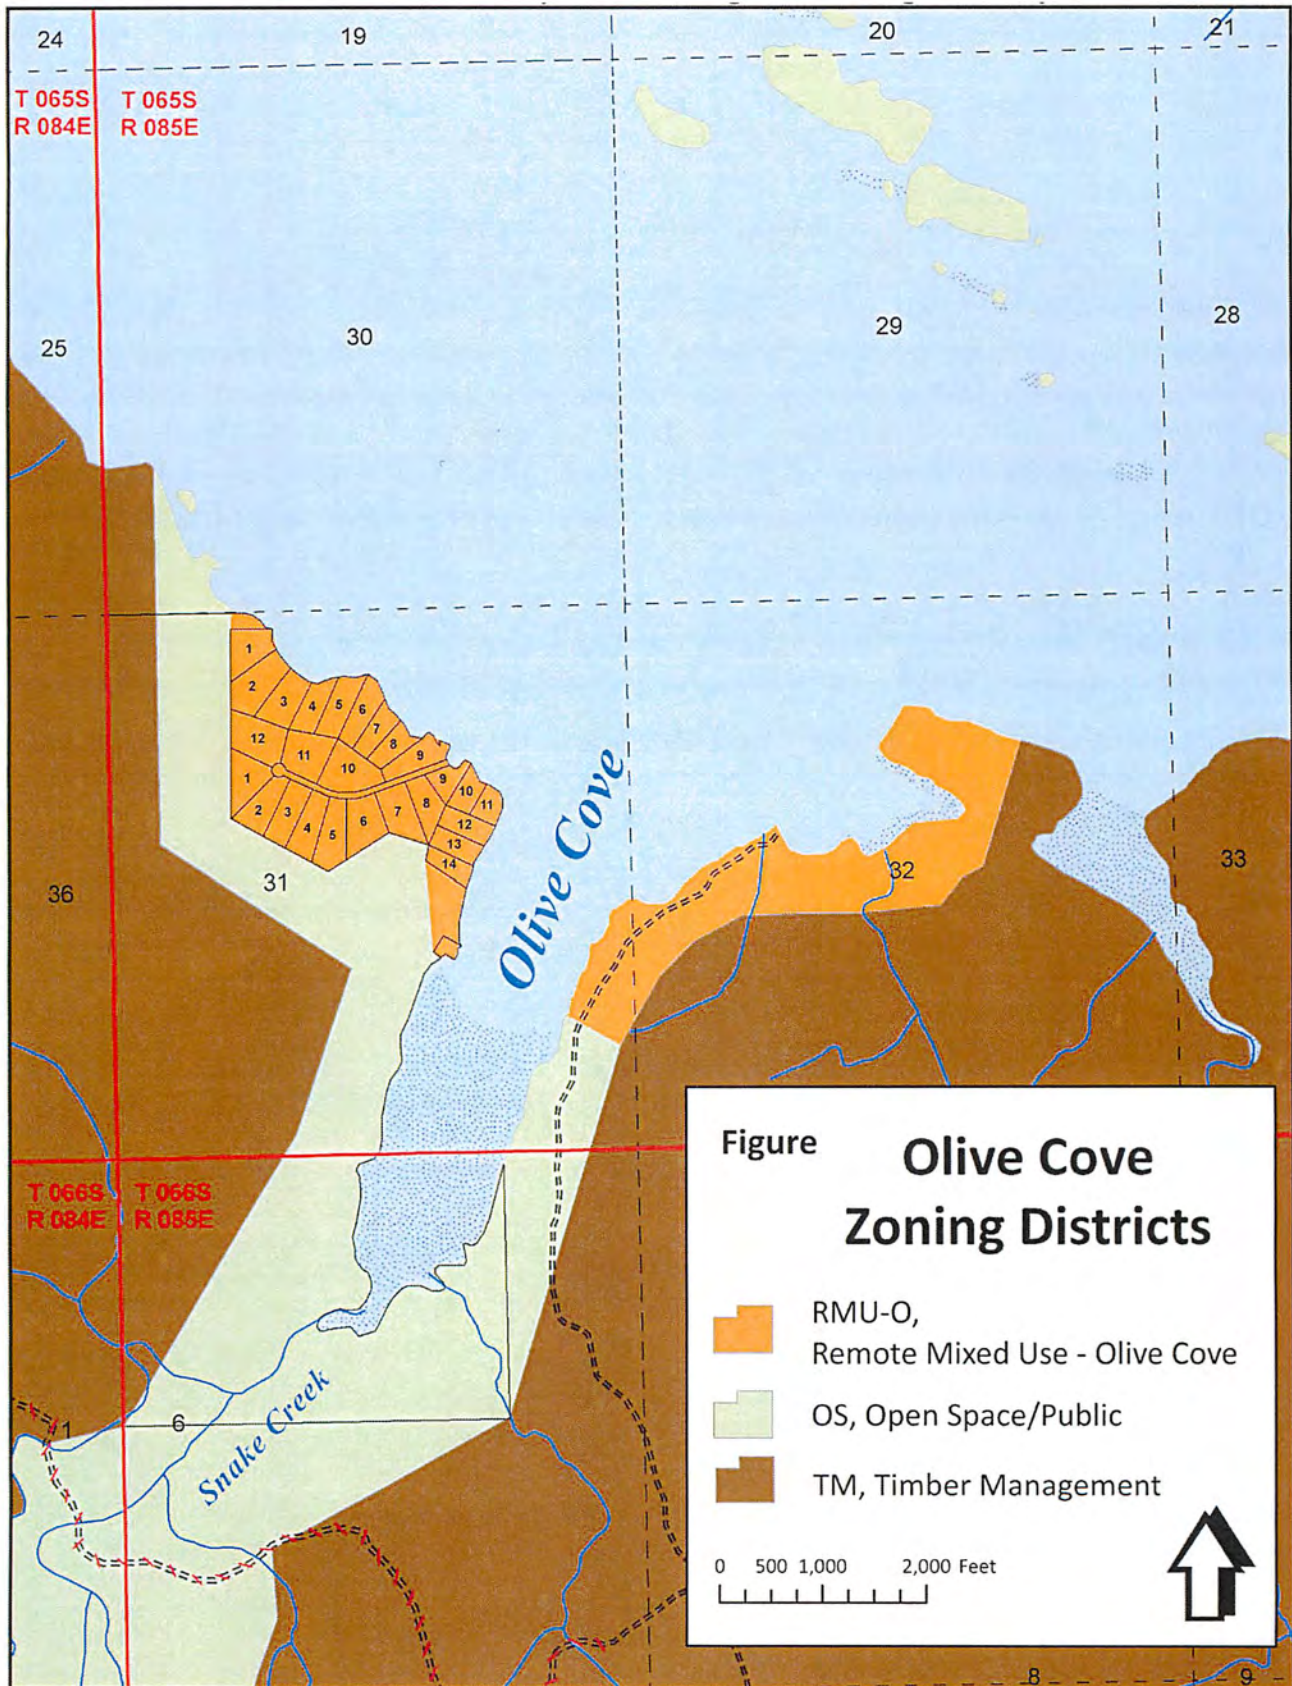 24
19
20
21
T 065S
R 084E
T 065S
R 085E
25
30
29
28
1
2
3
4
5
6
7
8
9
12
11
10
1
2
3
4
5
6
7
8
9
10
11
12
13
14
36
31
Olive Cove
32
33
T 066S
R 084E
T 066S
R 085E
1
6
Snake Creek
Figure
Olive Cove
Zoning Districts
RMU-O,
Remote Mixed Use - Olive Cove
OS, Open Space/Public
TM, Timber Management
0 500 1,000 2,000 Feet
8
9